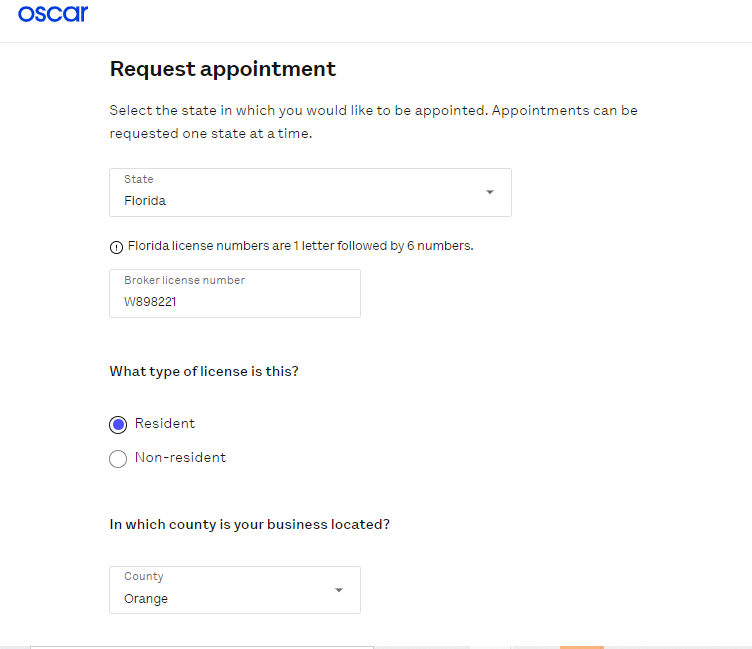 oscar
Request appointment
Select the state in which you would like to be appointed. Appointments can be
requested one state at a time.
State
Florida
Florida license numbers are 1 letter followed by 6 numbers.
Broker license number
W898221
What type of license is this?
Resident
Non-resident
In which county is your business located?
County
Orange